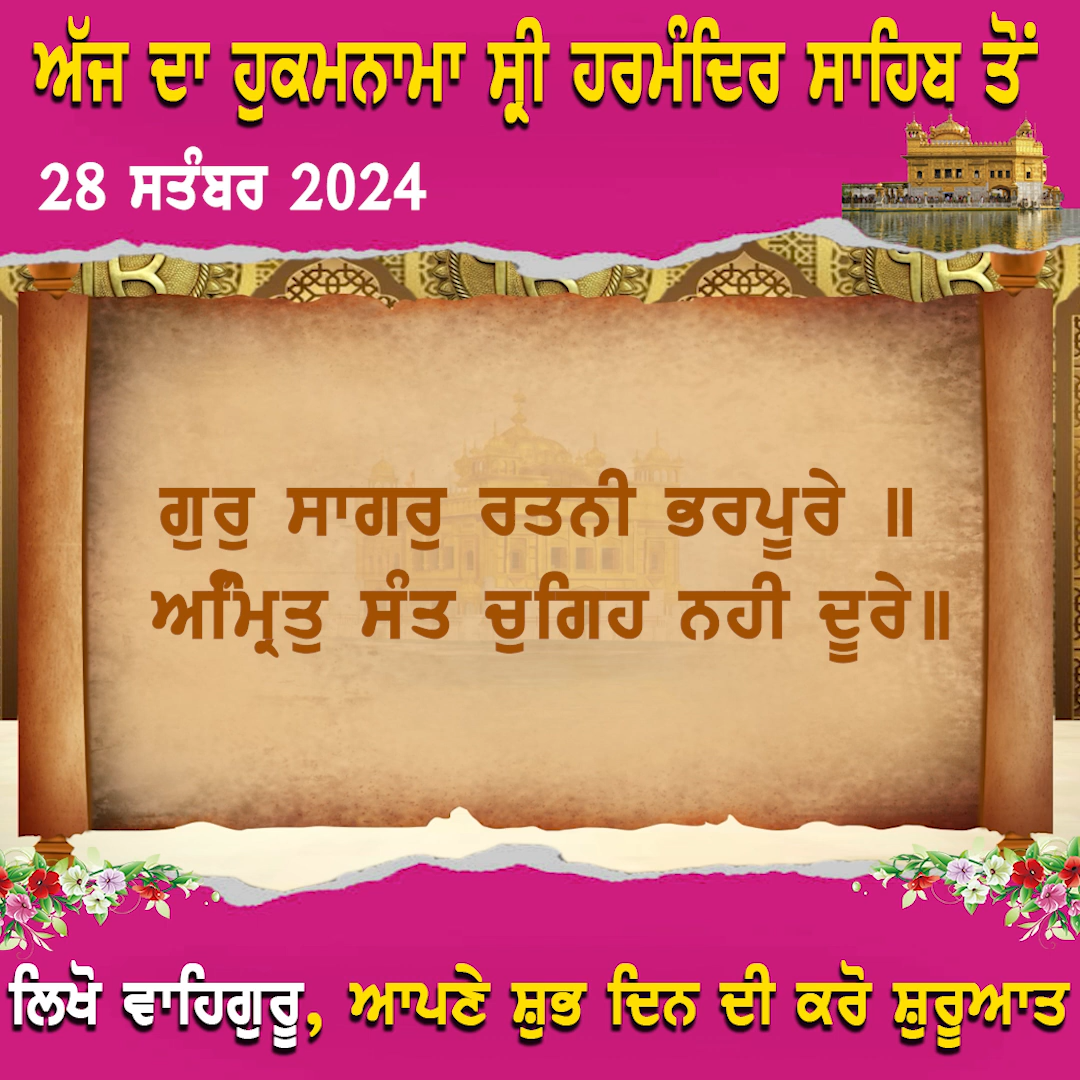 ਅੱਜ ਦਾ ਹੁਕਮਨਾਮਾ ਸ੍ਰੀ ਹਰਮੰਦਿਰ ਸਾਹਿਬ ਤੋਂ
28 ਸਤੰਬਰ 2024
ਗੁਰੁ ਸਾਗਰੁ ਰਤਨੀ ਭਰਪੂਰੇ ॥
ਅੰਮ੍ਰਿਤੁ ਸੰਤ ਚੁਗਹਿ ਨਹੀ ਦੂਰੇ॥
ਲਿਖੋ ਵਾਹਿਗੁਰੂ, ਆਪਣੇ ਸ਼ੁਭ ਦਿਨ ਦੀ ਕਰੋ ਸ਼ੁਰੂਆਤ